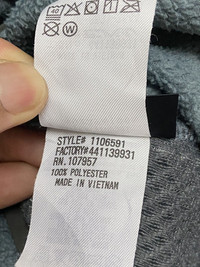 STYLE# 1106591
FACTORY#441139931
RN.107957
100% POLYESTER
MADE IN VIETNAM